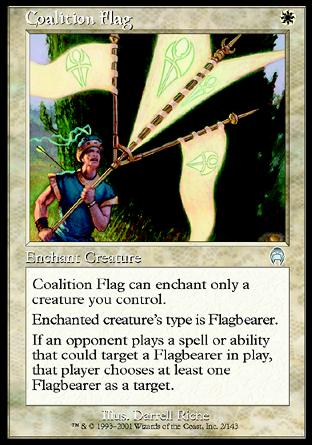 Coalition Flag
Enchant Creature
Coalition Flag can enchant only a
creature you control.
Enchanted creature's type is Flagbearer.
If an opponent plays a spell or ability
that could target a Flagbearer in play,
that player chooses at least one
Flagbearer as a target.
Illus. Darrell Riche
™ & © 1993–2001 Wizards of the Coast, Inc. 2/143